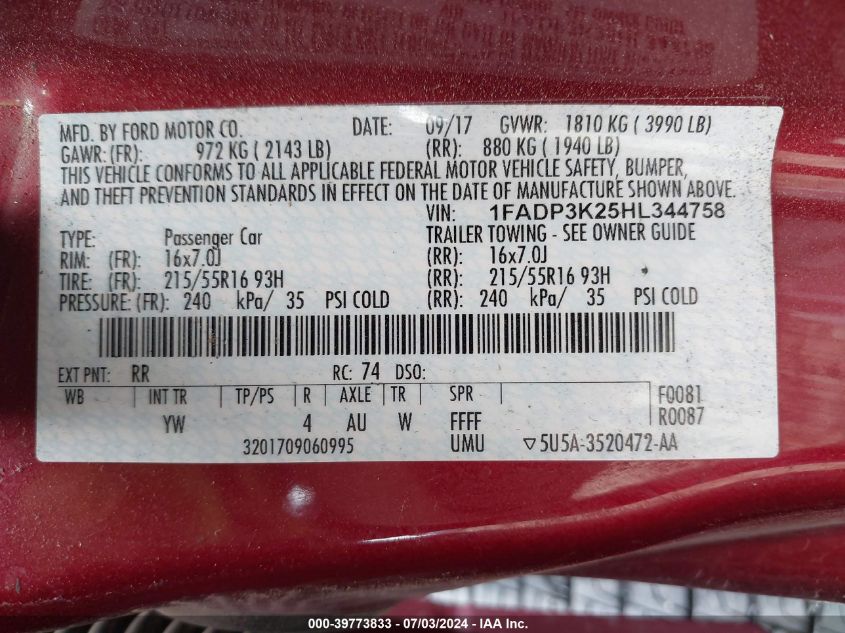 MFD. BY FORD MOTOR CO. DATE: 09/17 GVWR: 1810 KG ( 3990 LB)
GAWR:(FR): 972 KG ( 2143 LB) (RR): 880 KG ( 1940 LB)
THIS VEHICLE CONFORMS TO ALL APPLICABLE FEDERAL MOTOR VEHICLE SAFETY, BUMPER,
AND THEFT PREVENTION STANDARDS IN EFFECT ON THE DATE OF MANUFACTURE SHOWN ABOVE.
VIN: 1FADP3K25HL344758
TYPE: Passenger Car TRAILER TOWING - SEE OWNER GUIDE
RIM: (FR): 16x7.0J (RR): 16x7.0J
TIRE: (FR): 215/55R16 93H (RR): 215/55R16 93H
PRESSURE: (FR): 240 kPa/ 35 PSI COLD (RR): 240 kPa/ 35 PSI COLD
EXT PNT: RR RC: 74 DSO:
WB INT TR TP/PS R AXLE TR SPR F0081
YW 4 AU W FFFF R0087
3201709060995 UMU ▽5U5A-3520472-AA
000-39773833 - 07/03/2024 - IAA Inc.